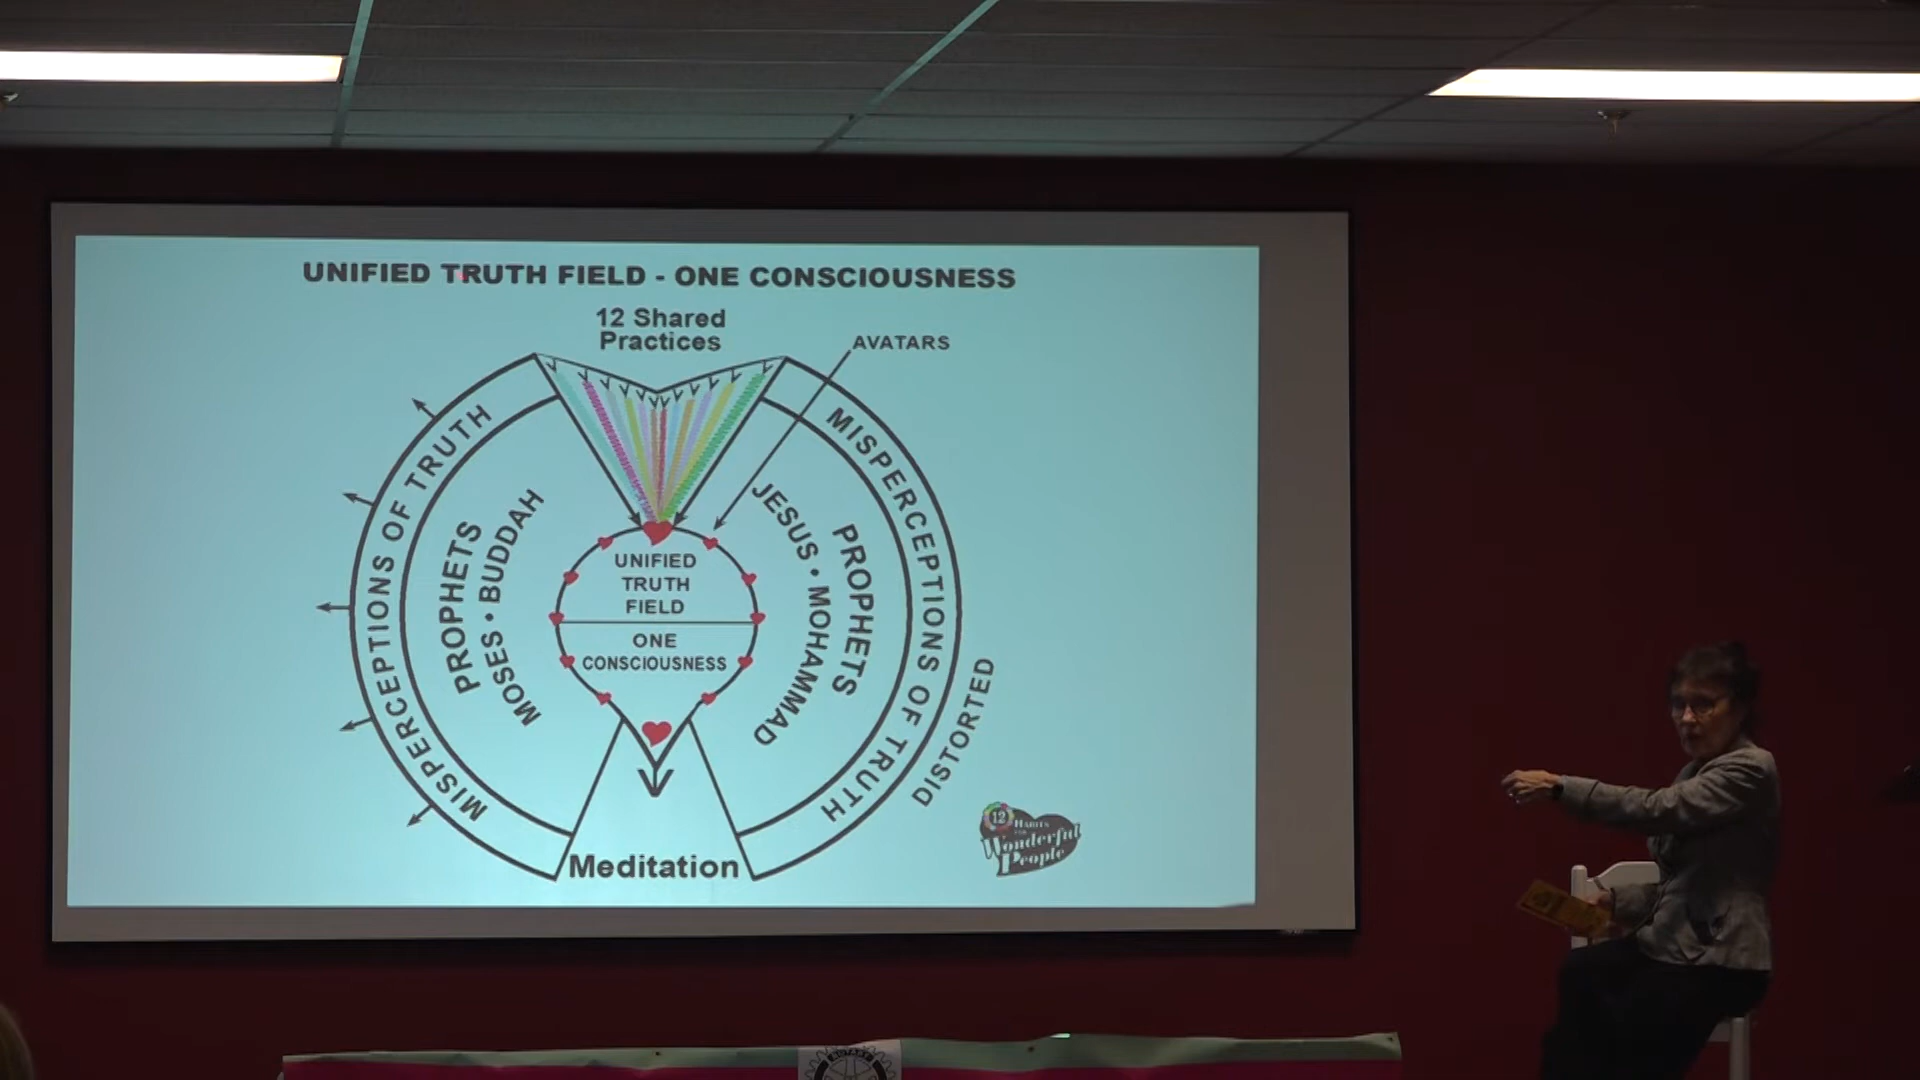 UNIFIED TRUTH FIELD - ONE CONSCIOUSNESS
12 Shared
Practices
AVATARS
MISPERCEPTIONS OF TRUTH
PROPHETS
MOSES • BUDDAH
UNIFIED
TRUTH
FIELD
ONE
CONSCIOUSNESS
JESUS • MOHAMMAD
PROPHETS
MISPERCEPTIONS OF TRUTH
DISTORTED
Meditation
12 HABITS
FOR
Wonderful
People
ROTARY